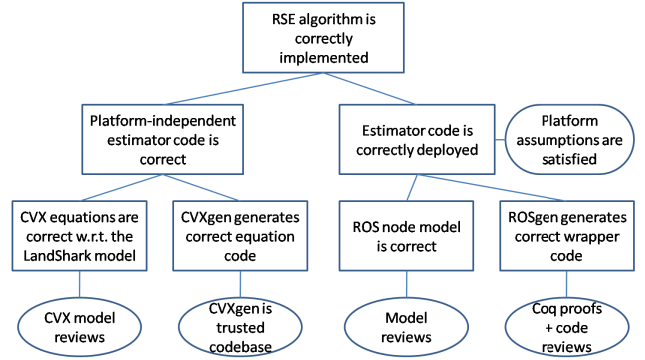 RSE algorithm is
correctly
implemented
Platform-independent
estimator code is
correct
Estimator code is
correctly deployed
Platform
assumptions are
satisfied
CVX equations are
correct w.r.t. the
LandShark model
CVXgen generates
correct equation
code
ROS node model
is correct
ROSgen generates
correct wrapper
code
CVX model
reviews
CVXgen is
trusted
codebase
Model
reviews
Coq proofs
+ code
reviews